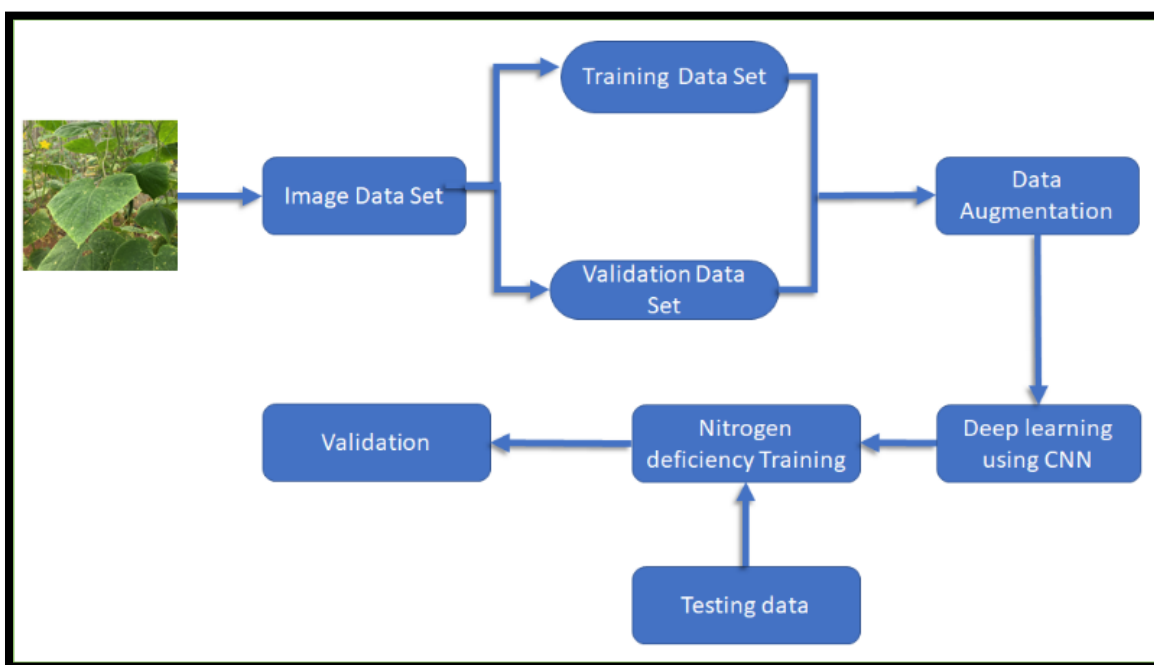 Training Data Set
Image Data Set
Data
Augmentation
Validation Data
Set
Validation
Nitrogen
deficiency Training
Deep learning
using CNN
Testing data